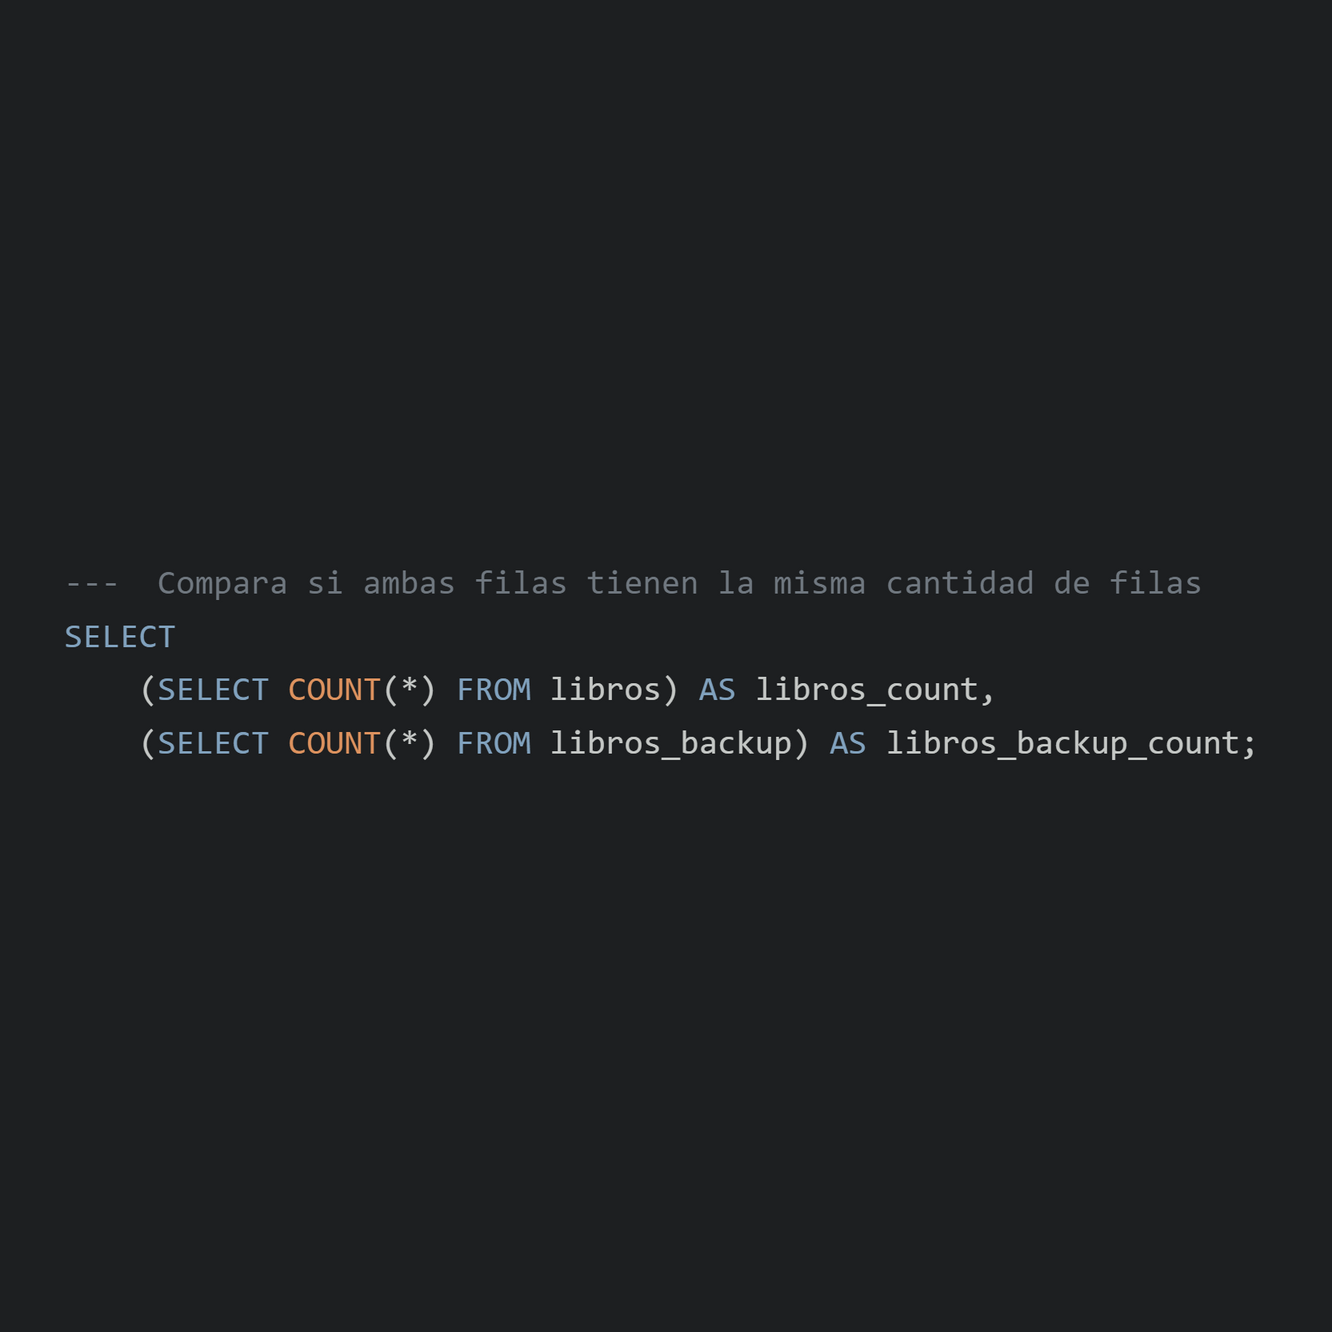 ---  Compara si ambas filas tienen la misma cantidad de filas
SELECT
    (SELECT COUNT(*) FROM libros) AS libros_count,
    (SELECT COUNT(*) FROM libros_backup) AS libros_backup_count;